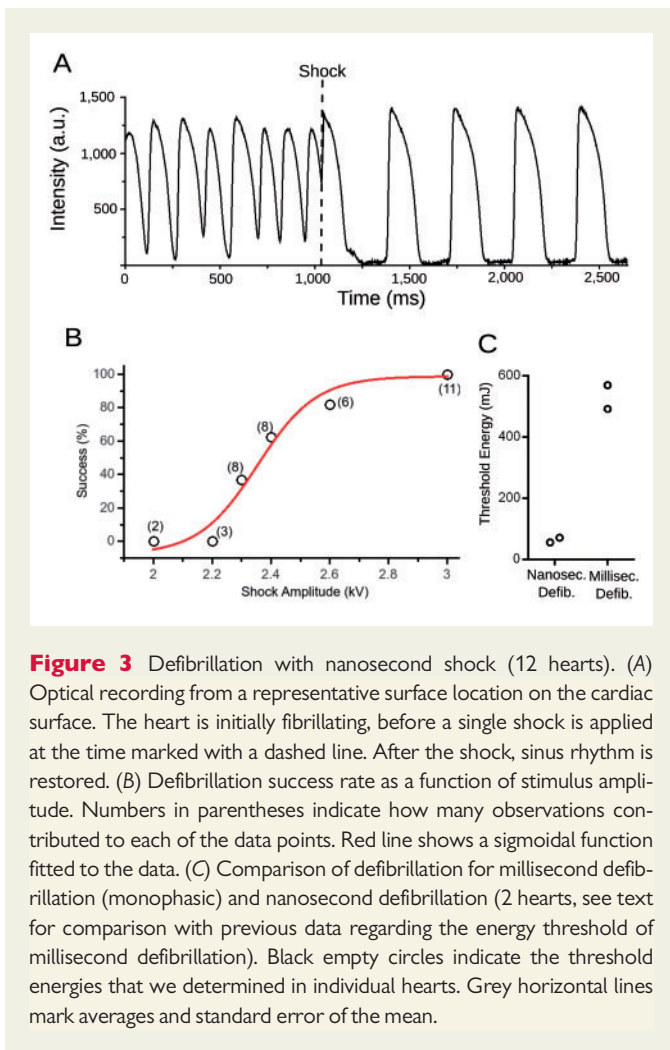 A
Shock
1,500
1,000
500
Intensity (a.u.)
0 500 1,000 1,500 2,000 2,500
Time (ms)
B
100
80
60
40
20
0
Success (%)
(2)
(3)
(8)
(8)
(6)
(11)
2 2.2 2.4 2.6 2.8 3
Shock Amplitude (kV)
C
600
400
200
0
Threshold Energy (mJ)
Nanosec. Millisec.
Defib. Defib.
Figure 3 Defibrillation with nanosecond shock (12 hearts). (A)
Optical recording from a representative surface location on the cardiac
surface. The heart is initially fibrillating, before a single shock is applied
at the time marked with a dashed line. After the shock, sinus rhythm is
restored. (B) Defibrillation success rate as a function of stimulus ampli-
tude. Numbers in parentheses indicate how many observations con-
tributed to each of the data points. Red line shows a sigmoidal function
fitted to the data. (C) Comparison of defibrillation for millisecond defib-
rillation (monophasic) and nanosecond defibrillation (2 hearts, see text
for comparison with previous data regarding the energy threshold of
millisecond defibrillation). Black empty circles indicate the threshold
energies that we determined in individual hearts. Grey horizontal lines
mark averages and standard error of the mean.